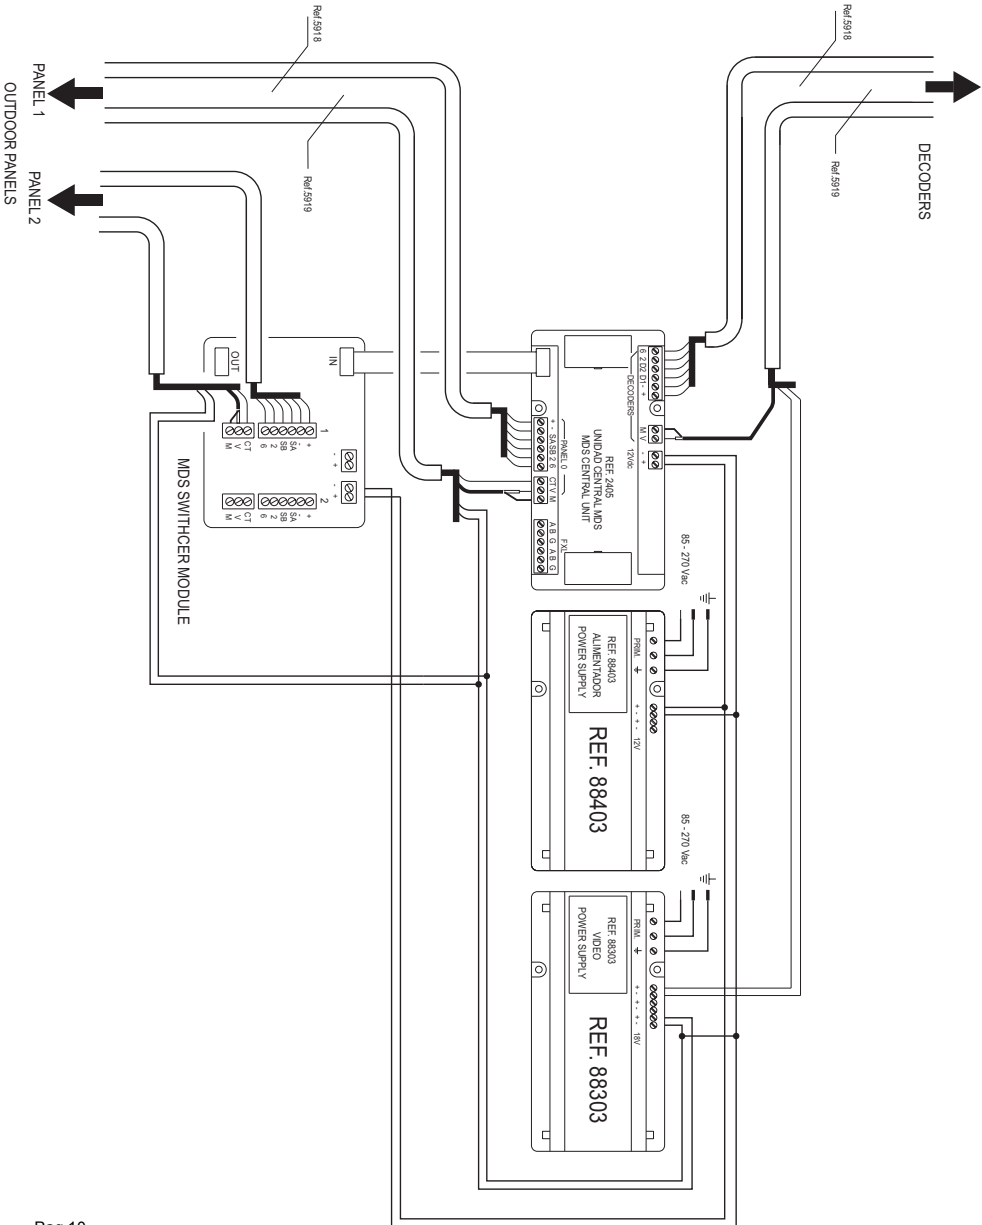 Ref.5918
Ref.5919
DECODERS
Ref.5918
Ref.5919
PANEL 1
PANEL 2
OUTDOOR PANELS
6 2 D2 D1 - +
DECODERS
M V
12Vdc
- +
REF. 2405
UNIDAD CENTRAL MDS
MDS CENTRAL UNIT
+ - SA SB 2 6
PANEL 0
CT V M
A B G A B G
FXL
85 - 270 Vac
PRIM.
+ - + - 12V
REF. 88403
ALIMENTADOR
POWER SUPPLY
REF. 88403
85 - 270 Vac
PRIM.
+ - + - + - 18V
REF. 88303
VIDEO
POWER SUPPLY
REF. 88303
IN
OUT
1
- +
- +
2
+ - SA SB 2 6
CT V M
+ - SA SB 2 6
CT V M
MDS SWITHCER MODULE